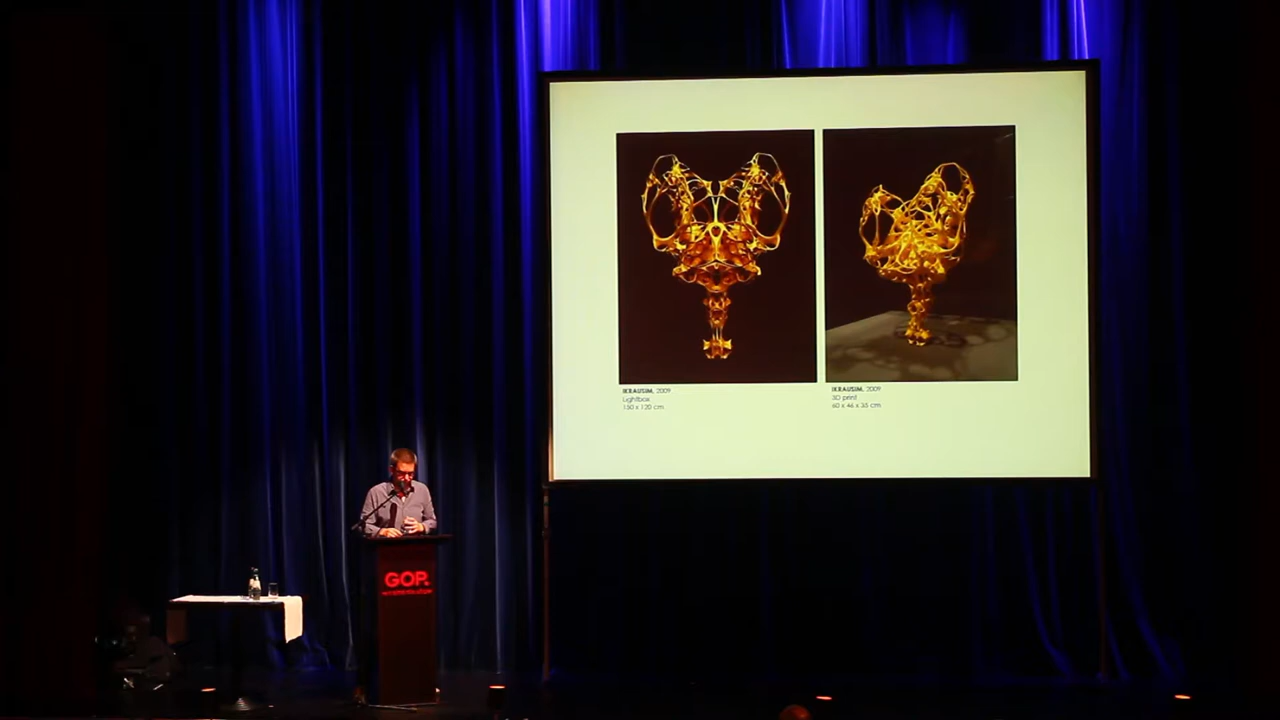 IKRAUSIM, 2009
Lightbox
150 x 120 cm
IKRAUSIM, 2009
3D print
60 x 46 x 35 cm
GOP.